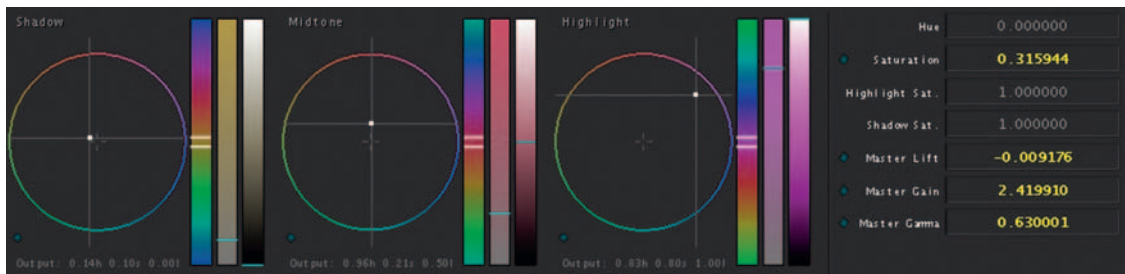 Shadow
Midtone
Highlight
Hue 0.000000
Saturation 0.315944
Highlight Sat. 1.000000
Shadow Sat. 1.000000
Master Lift -0.009176
Master Gain 2.419910
Master Gamma 0.630001
Output: 0.14h 0.10s 0.00l
Output: 0.96h 0.21s 0.50l
Output: 0.83h 0.80s 1.00l